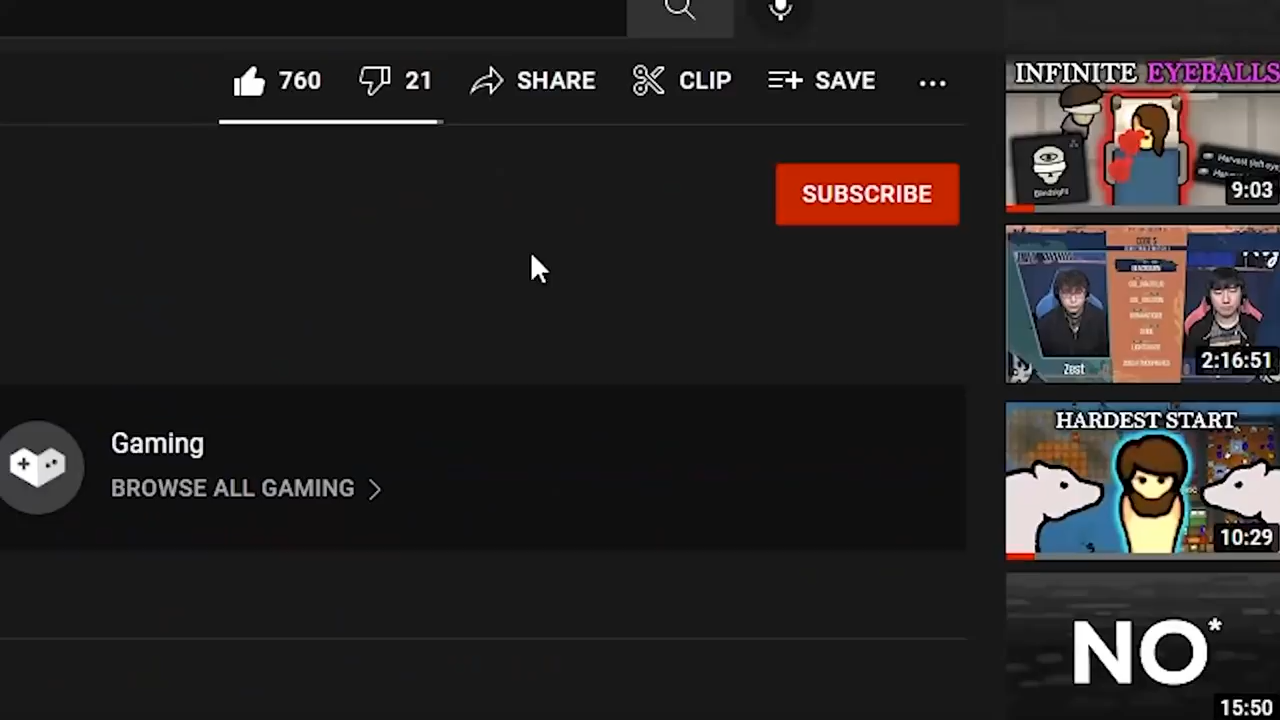 760
21
SHARE
CLIP
SAVE
SUBSCRIBE
Gaming
BROWSE ALL GAMING
INFINITE EYEBALLS
Blindsight
9:03
Zest
2:16:51
HARDEST START
10:29
NO*
15:50